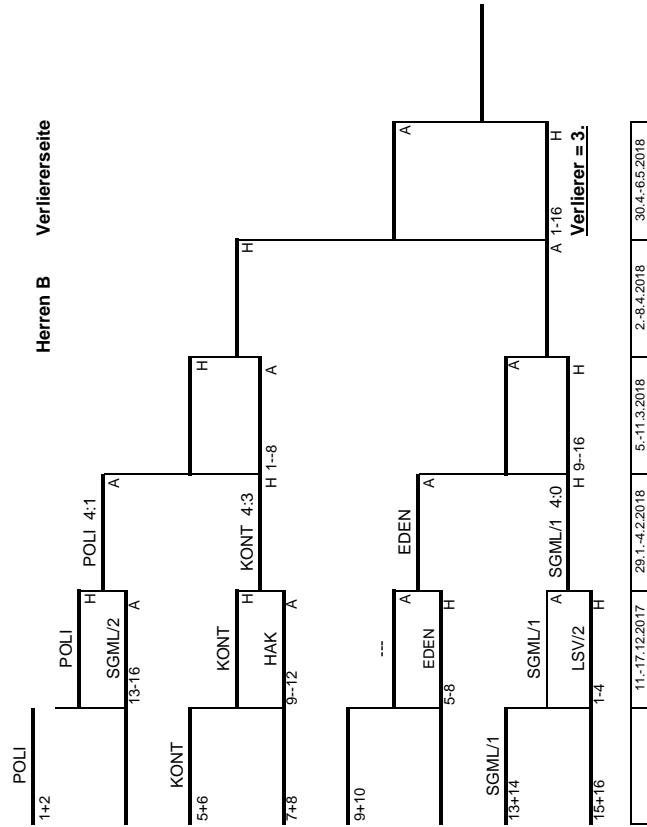 Herren B Verliererseite
POLI
1+2
POLI
POLI 4:1
H
A
SGML/2
13-16
A
KONT
5+6
H
KONT
H
H
KONT 4:3
HAK
H
1--8
A
7+8
9--12
A
9+10
---
A
A
EDEN
EDEN
A
5-8
H
SGML/1
13+14
A
SGML/1
A
A
1-16
H
SGML/1 4:0
LSV/2
Verlierer = 3.
H
9--16
H
15+16
1-4
H
11.-17.12.2017
29.1.-4.2.2018
5.-11.3.2018
2.-8.4.2018
30.4.-6.5.2018